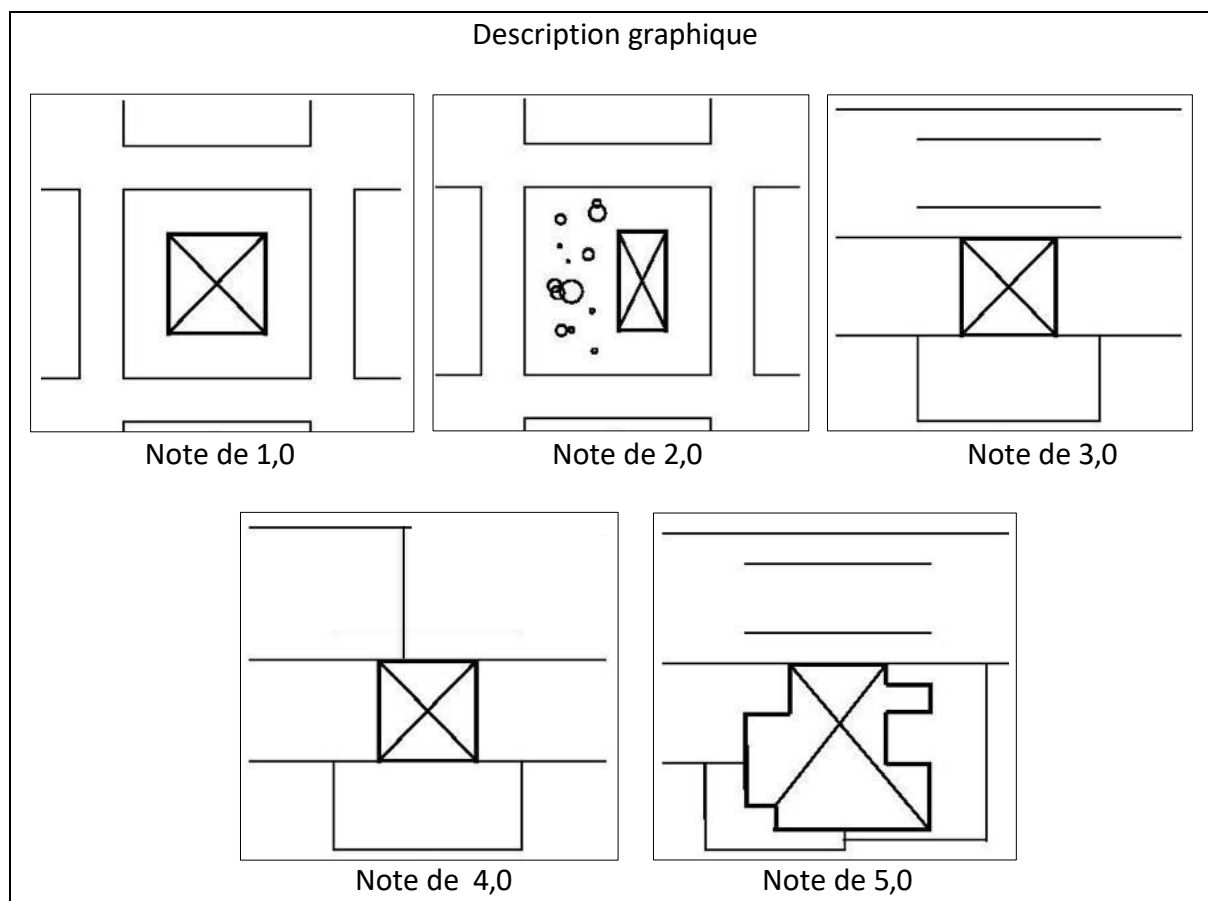 Description graphique
Note de 1,0
Note de 2,0
Note de 3,0
Note de 4,0
Note de 5,0